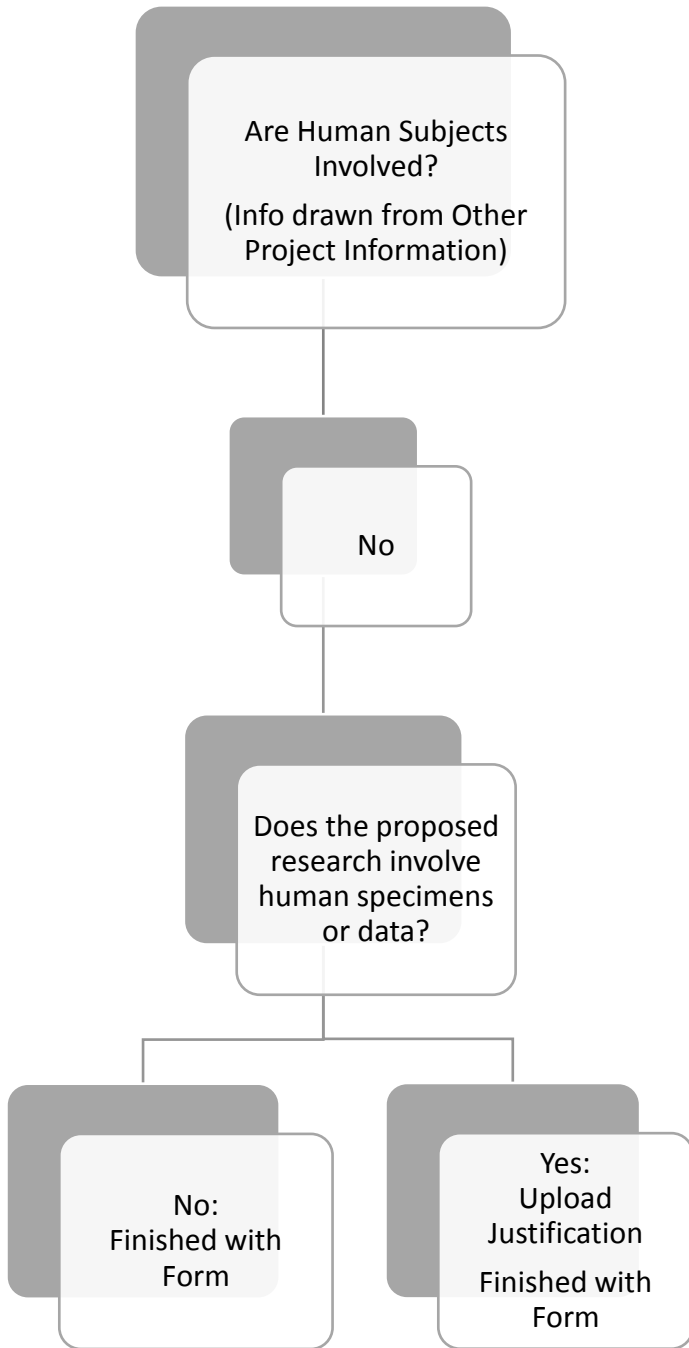 Are Human Subjects
Involved?
(Info drawn from Other
Project Information)
No
Does the proposed
research involve
human specimens
or data?
No:
Finished with
Form
Yes:
Upload
Justification
Finished with
Form